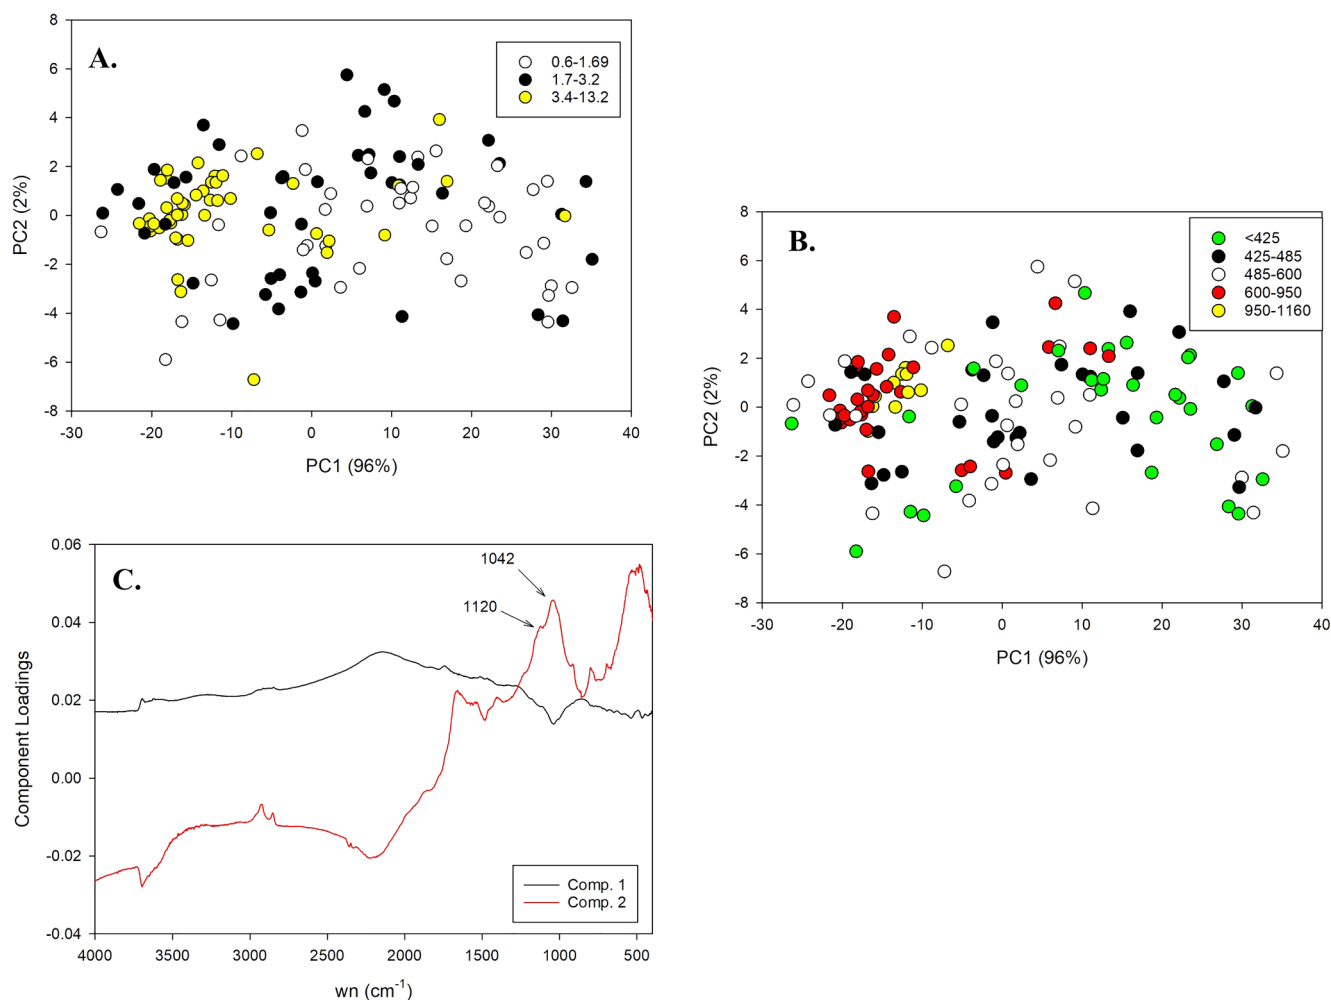 A.
0.6-1.69
1.7-3.2
3.4-13.2
8
6
4
2
0
-2
-4
-6
-8
PC2 (2%)
-30 -20 -10 0 10 20 30 40
PC1 (96%)
B.
<425
425-485
485-600
600-950
950-1160
8
6
4
2
0
-2
-4
-6
-8
PC2 (2%)
-30 -20 -10 0 10 20 30 40
PC1 (96%)
C.
1042
1120
0.06
0.04
0.02
0.00
-0.02
-0.04
Component Loadings
Comp. 1
Comp. 2
4000 3500 3000 2500 2000 1500 1000 500
wn (cm-1)